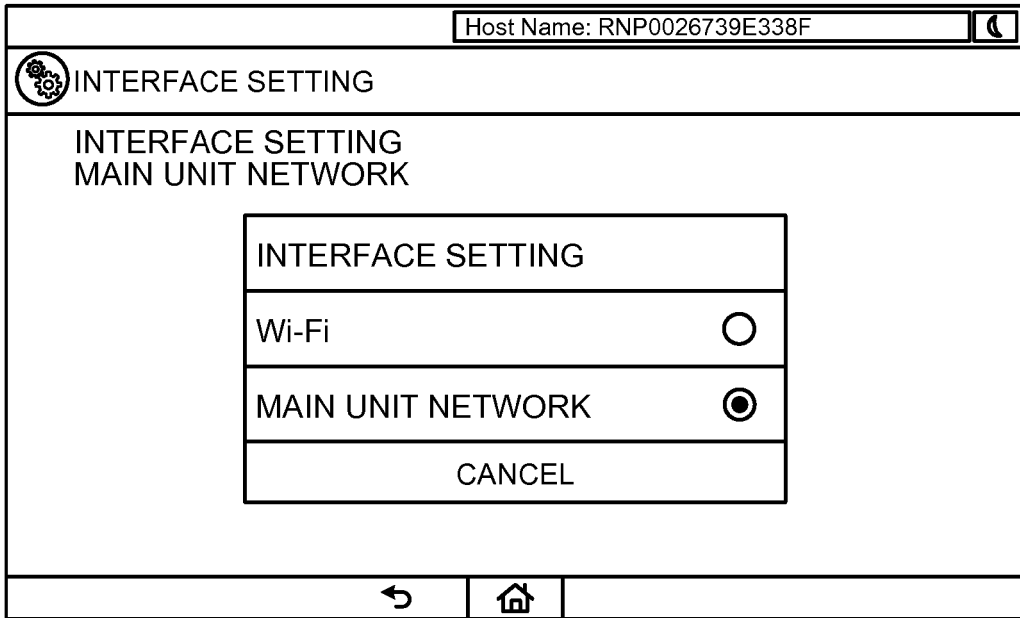 Host Name: RNP0026739E338F
INTERFACE SETTING
INTERFACE SETTING
MAIN UNIT NETWORK
INTERFACE SETTING
Wi-Fi
MAIN UNIT NETWORK
CANCEL